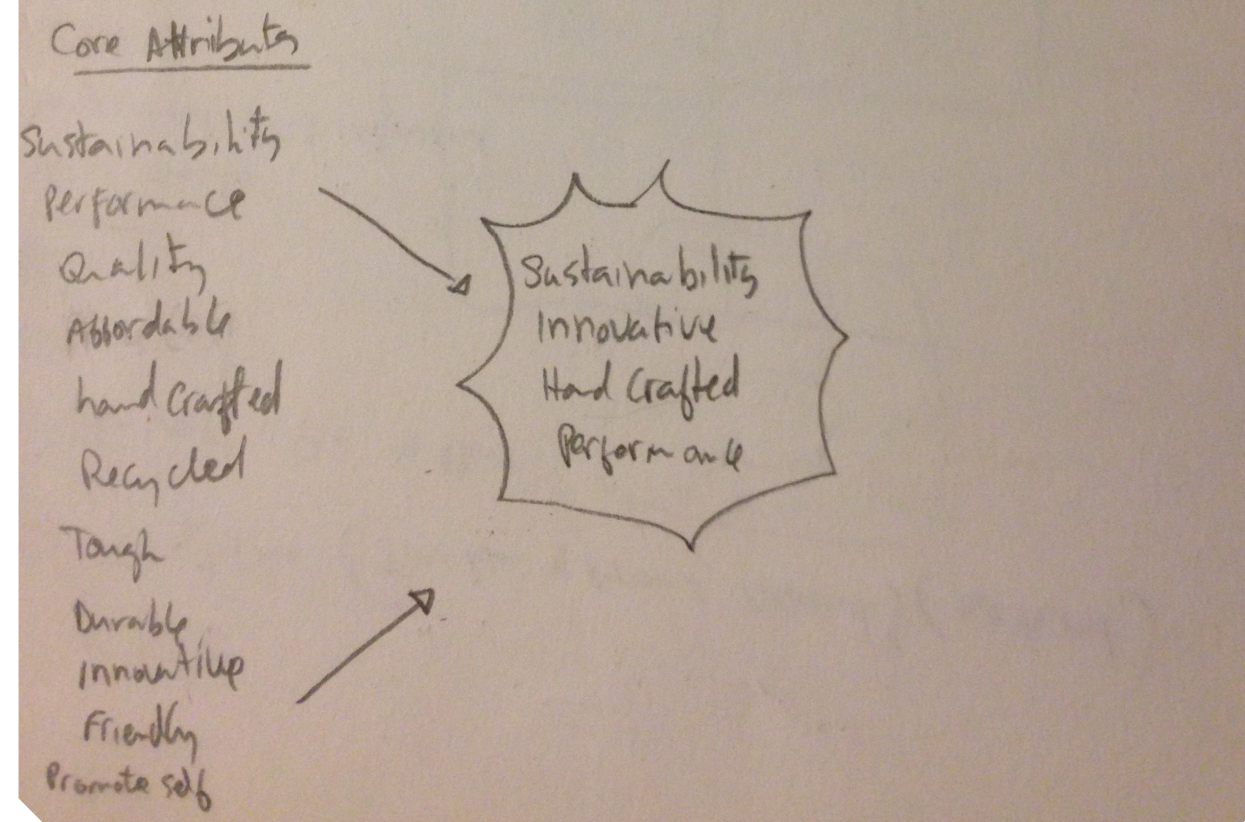 Core Attributes
Sustainability
Performance
Quality
Affordable
hand Crafted
Recycled
Tough
Durable
Innovative
Friendly
Promote self
Sustainability
Innovative
Hand Crafted
Performance